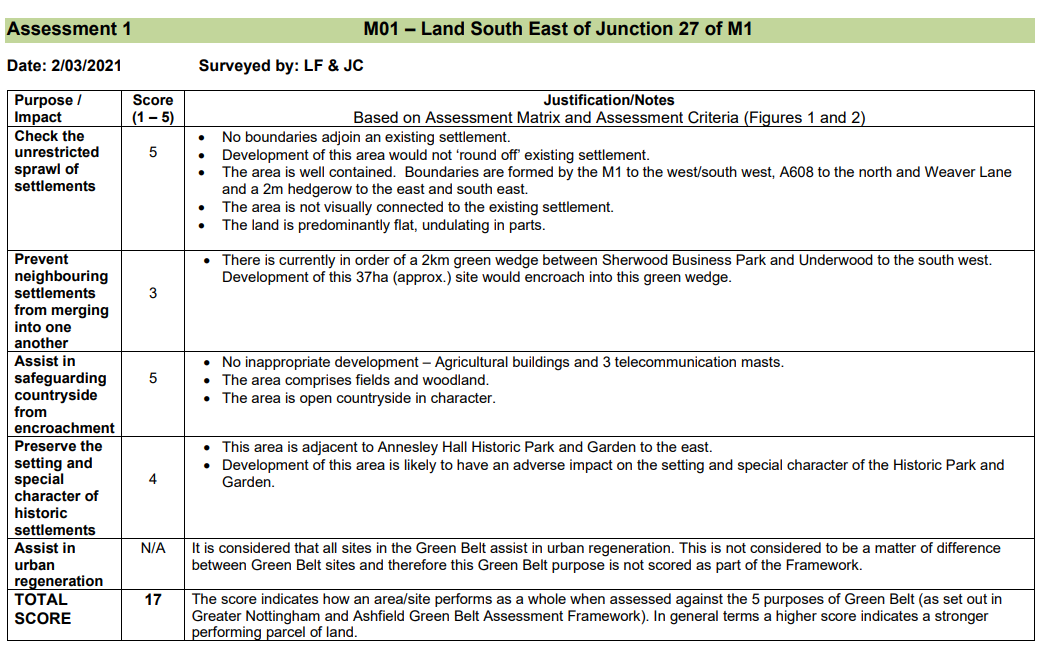 Assessment 1 M01 – Land South East of Junction 27 of M1
Date: 2/03/2021 Surveyed by: LF & JC
Purpose / Impact
Score (1 – 5)
Justification/Notes
Based on Assessment Matrix and Assessment Criteria (Figures 1 and 2)
Check the
unrestricted
sprawl of
settlements
5
• No boundaries adjoin an existing settlement.
• Development of this area would not ‘round off’ existing settlement.
• The area is well contained.  Boundaries are formed by the M1 to the west/south west, A608 to the north and Weaver Lane
and a 2m hedgerow to the east and south east.
• The area is not visually connected to the existing settlement.
• The land is predominantly flat, undulating in parts.
Prevent
neighbouring
settlements
from merging
into one
another
3
• There is currently in order of a 2km green wedge between Sherwood Business Park and Underwood to the south west.
Development of this 37ha (approx.) site would encroach into this green wedge.
Assist in
safeguarding
countryside
from
encroachment
5
• No inappropriate development – Agricultural buildings and 3 telecommunication masts.
• The area comprises fields and woodland.
• The area is open countryside in character.
Preserve the
setting and
special
character of
historic
settlements
4
• This area is adjacent to Annesley Hall Historic Park and Garden to the east.
• Development of this area is likely to have an adverse impact on the setting and special character of the Historic Park and
Garden.
Assist in
urban
regeneration
N/A
It is considered that all sites in the Green Belt assist in urban regeneration. This is not considered to be a matter of difference
between Green Belt sites and therefore this Green Belt purpose is not scored as part of the Framework.
TOTAL
SCORE
17
The score indicates how an area/site performs as a whole when assessed against the 5 purposes of Green Belt (as set out in
Greater Nottingham and Ashfield Green Belt Assessment Framework). In general terms a higher score indicates a stronger
performing parcel of land.